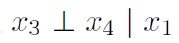 x₃ ⊥ x₄ | x₁